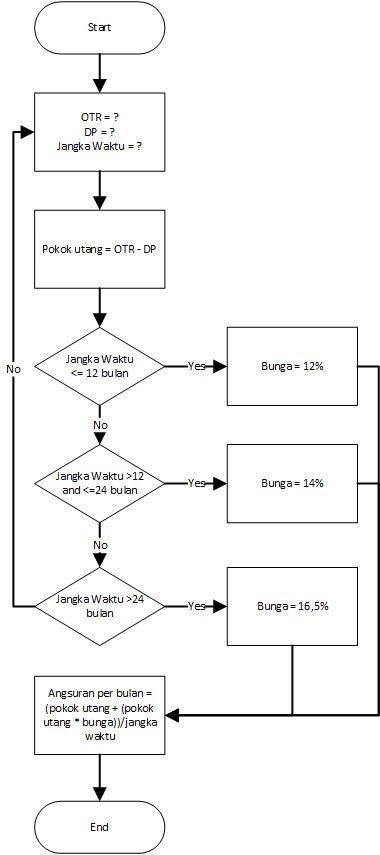 Start
OTR = ?
DP = ?
Jangka Waktu = ?
Pokok utang = OTR - DP
Jangka Waktu
<= 12 bulan
Yes
Bunga = 12%
No
No
Jangka Waktu >12
and <=24 bulan
Yes
Bunga = 14%
No
Jangka Waktu >24
bulan
Yes
Bunga = 16,5%
Angsuran per bulan =
(pokok utang + (pokok
utang * bunga))/jangka
waktu
End